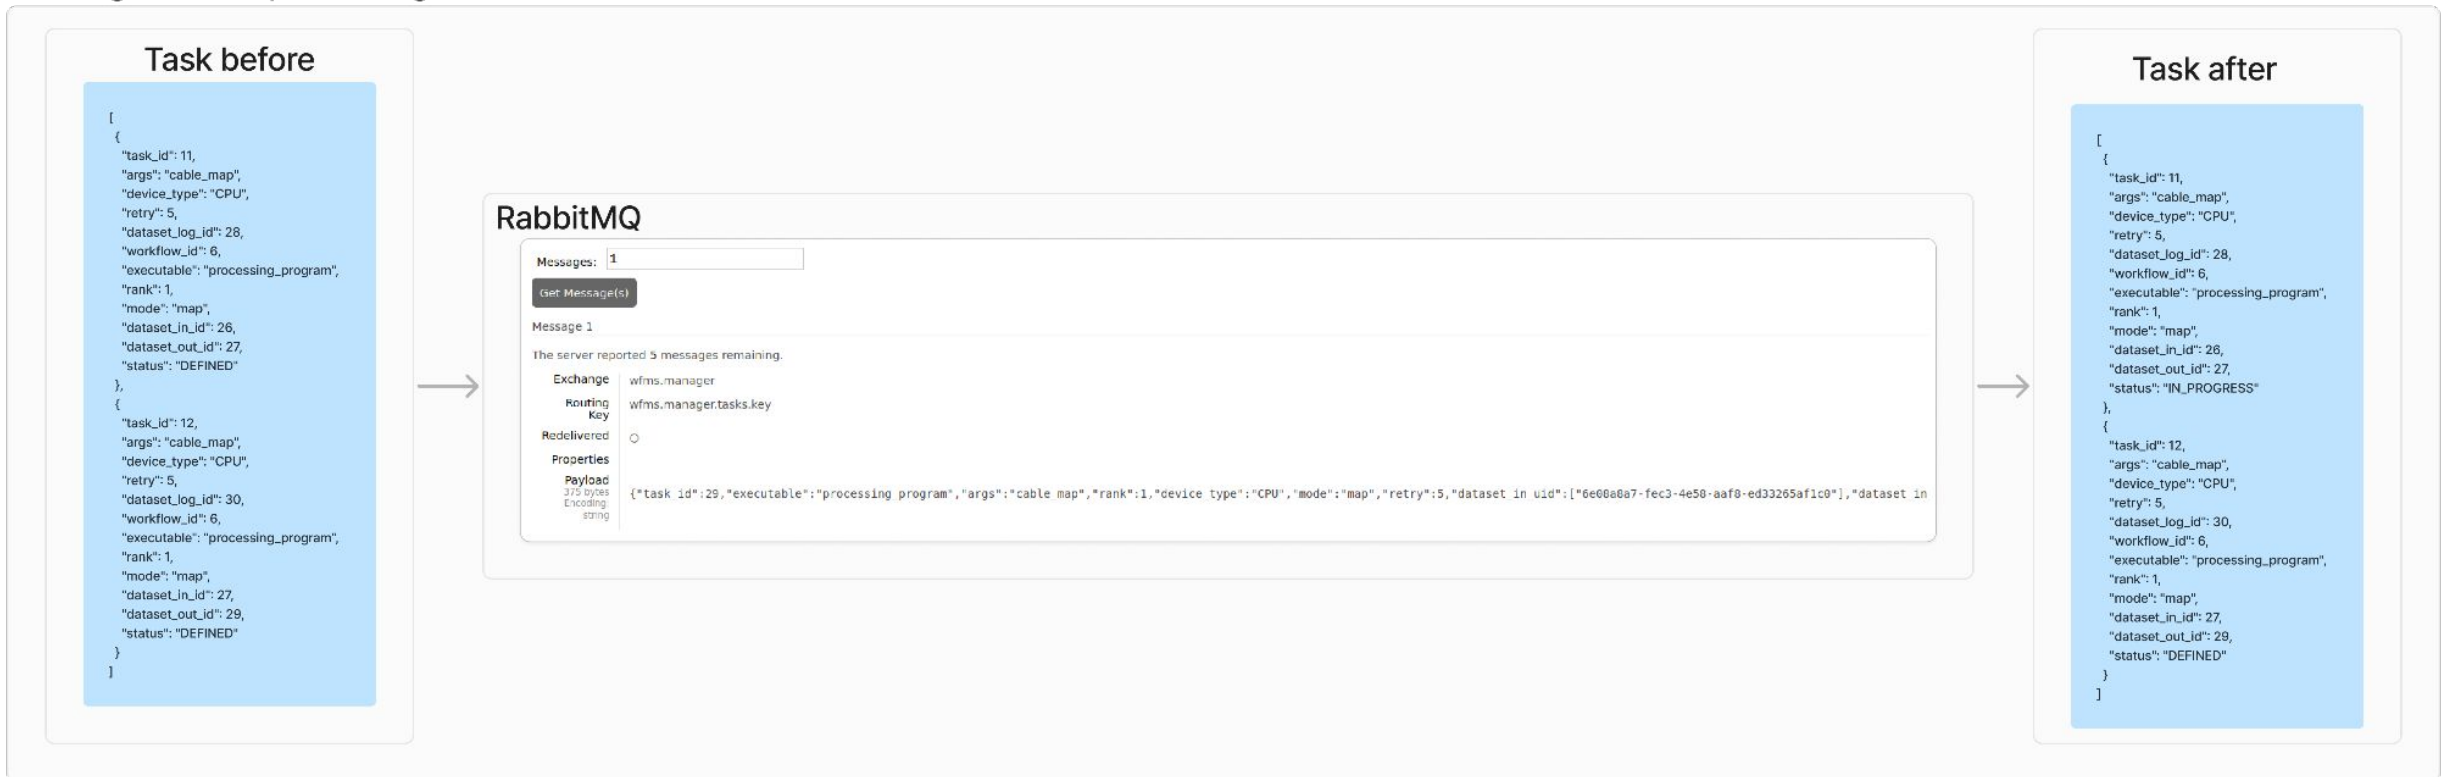 Task before
[
{
"task_id": 11,
"args": "cable_map",
"device_type": "CPU",
"retry": 5,
"dataset_log_id": 28,
"workflow_id": 6,
"executable": "processing_program",
"rank": 1,
"mode": "map",
"dataset_in_id": 26,
"dataset_out_id": 27,
"status": "DEFINED"
},
{
"task_id": 12,
"args": "cable_map",
"device_type": "CPU",
"retry": 5,
"dataset_log_id": 30,
"workflow_id": 6,
"executable": "processing_program",
"rank": 1,
"mode": "map",
"dataset_in_id": 27,
"dataset_out_id": 29,
"status": "DEFINED"
}
]
RabbitMQ
Messages: 1
Get Message(s)
Message 1
The server reported 5 messages remaining.
Exchange wfms.manager
Routing Key wfms.manager.tasks.key
Redelivered
Properties
Payload
375 bytes
Encoding: string
{"task id":29,"executable":"processing program","args":"cable map","rank":1,"device type":"CPU","mode":"map","retry":5,"dataset in uid":["6e08a8a7-fec3-4e58-aaf8-ed33265af1c0"],"dataset in
Task after
[
{
"task_id": 11,
"args": "cable_map",
"device_type": "CPU",
"retry": 5,
"dataset_log_id": 28,
"workflow_id": 6,
"executable": "processing_program",
"rank": 1,
"mode": "map",
"dataset_in_id": 26,
"dataset_out_id": 27,
"status": "IN_PROGRESS"
},
{
"task_id": 12,
"args": "cable_map",
"device_type": "CPU",
"retry": 5,
"dataset_log_id": 30,
"workflow_id": 6,
"executable": "processing_program",
"rank": 1,
"mode": "map",
"dataset_in_id": 27,
"dataset_out_id": 29,
"status": "DEFINED"
}
]